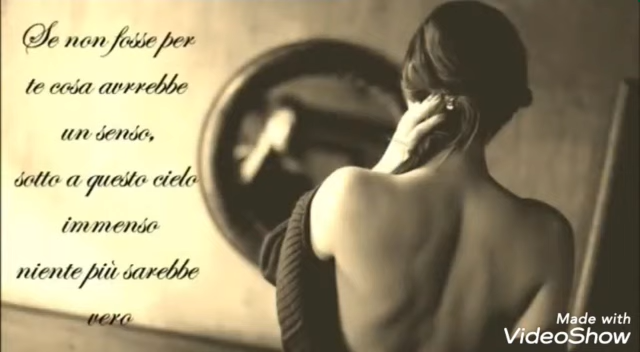 Se non fosse per
te cosa avrrebbe
un senso,
sotto a questo cielo
immenso
niente più sarebbe
vero
Made with
VideoShow